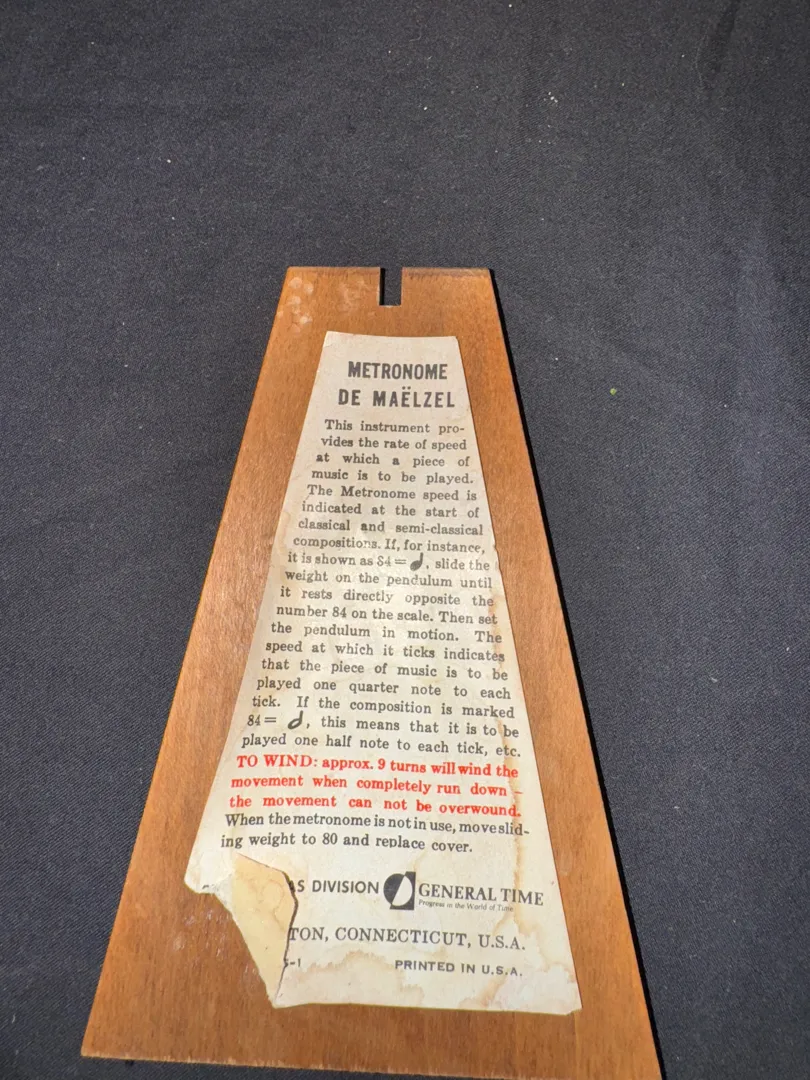 METRONOME
DE MAËLZEL
This instrument pro-
vides the rate of speed
at which a piece of
music is to be played.
The Metronome speed is
indicated at the start of
classical and semi-classical
compositions. If, for instance,
it is shown as 84 = 𝅘𝅥, slide the
weight on the pendulum until
it rests directly opposite the
number 84 on the scale. Then set
the pendulum in motion. The
speed at which it ticks indicates
that the piece of music is to be
played one quarter note to each
tick. If the composition is marked
84 = 𝅗𝅥, this means that it is to be
played one half note to each tick, etc.
TO WIND: approx. 9 turns will wind the
movement when completely run down –
the movement can not be overwound.
When the metronome is not in use, move slid-
ing weight to 80 and replace cover.
AS DIVISION GENERAL TIME
Progress in the World of Time
TON, CONNECTICUT, U.S.A.
-1 PRINTED IN U.S.A.